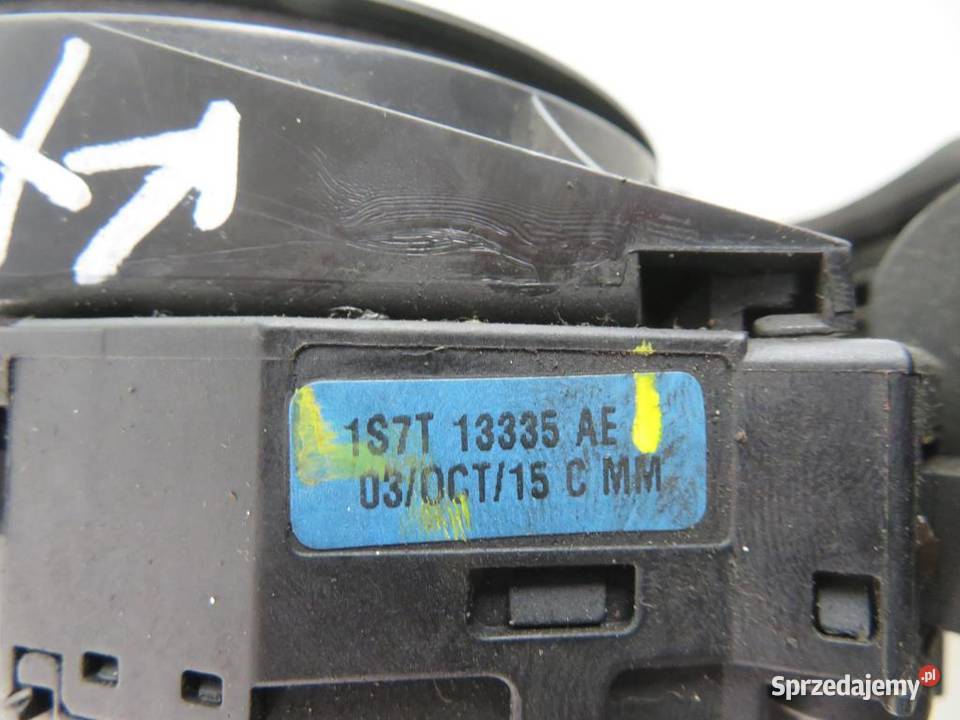 1S7T 13335 AE
03/OCT/15 C MM
Sprzedajemy.pl